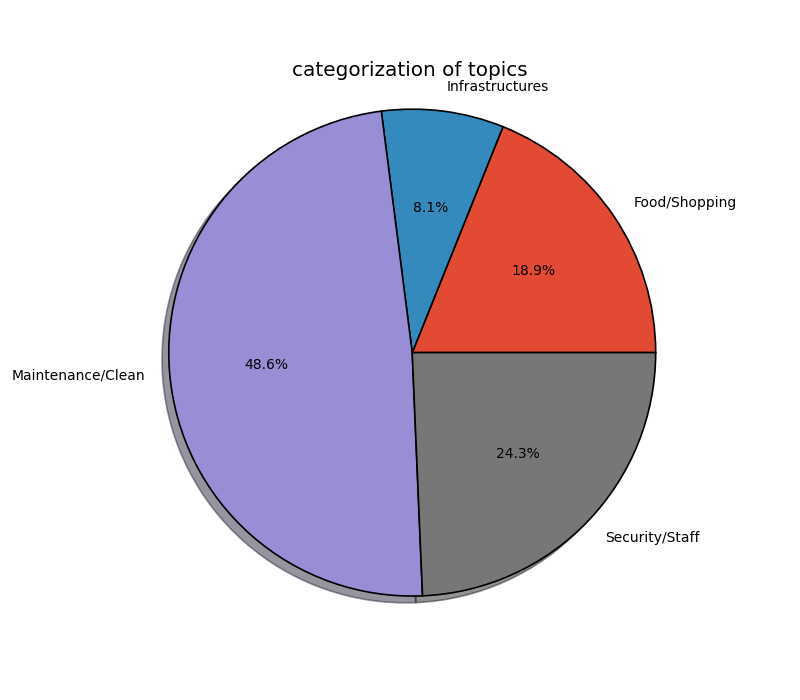 categorization of topics
Infrastructures
Food/Shopping
8.1%
18.9%
48.6%
Maintenance/Clean
24.3%
Security/Staff